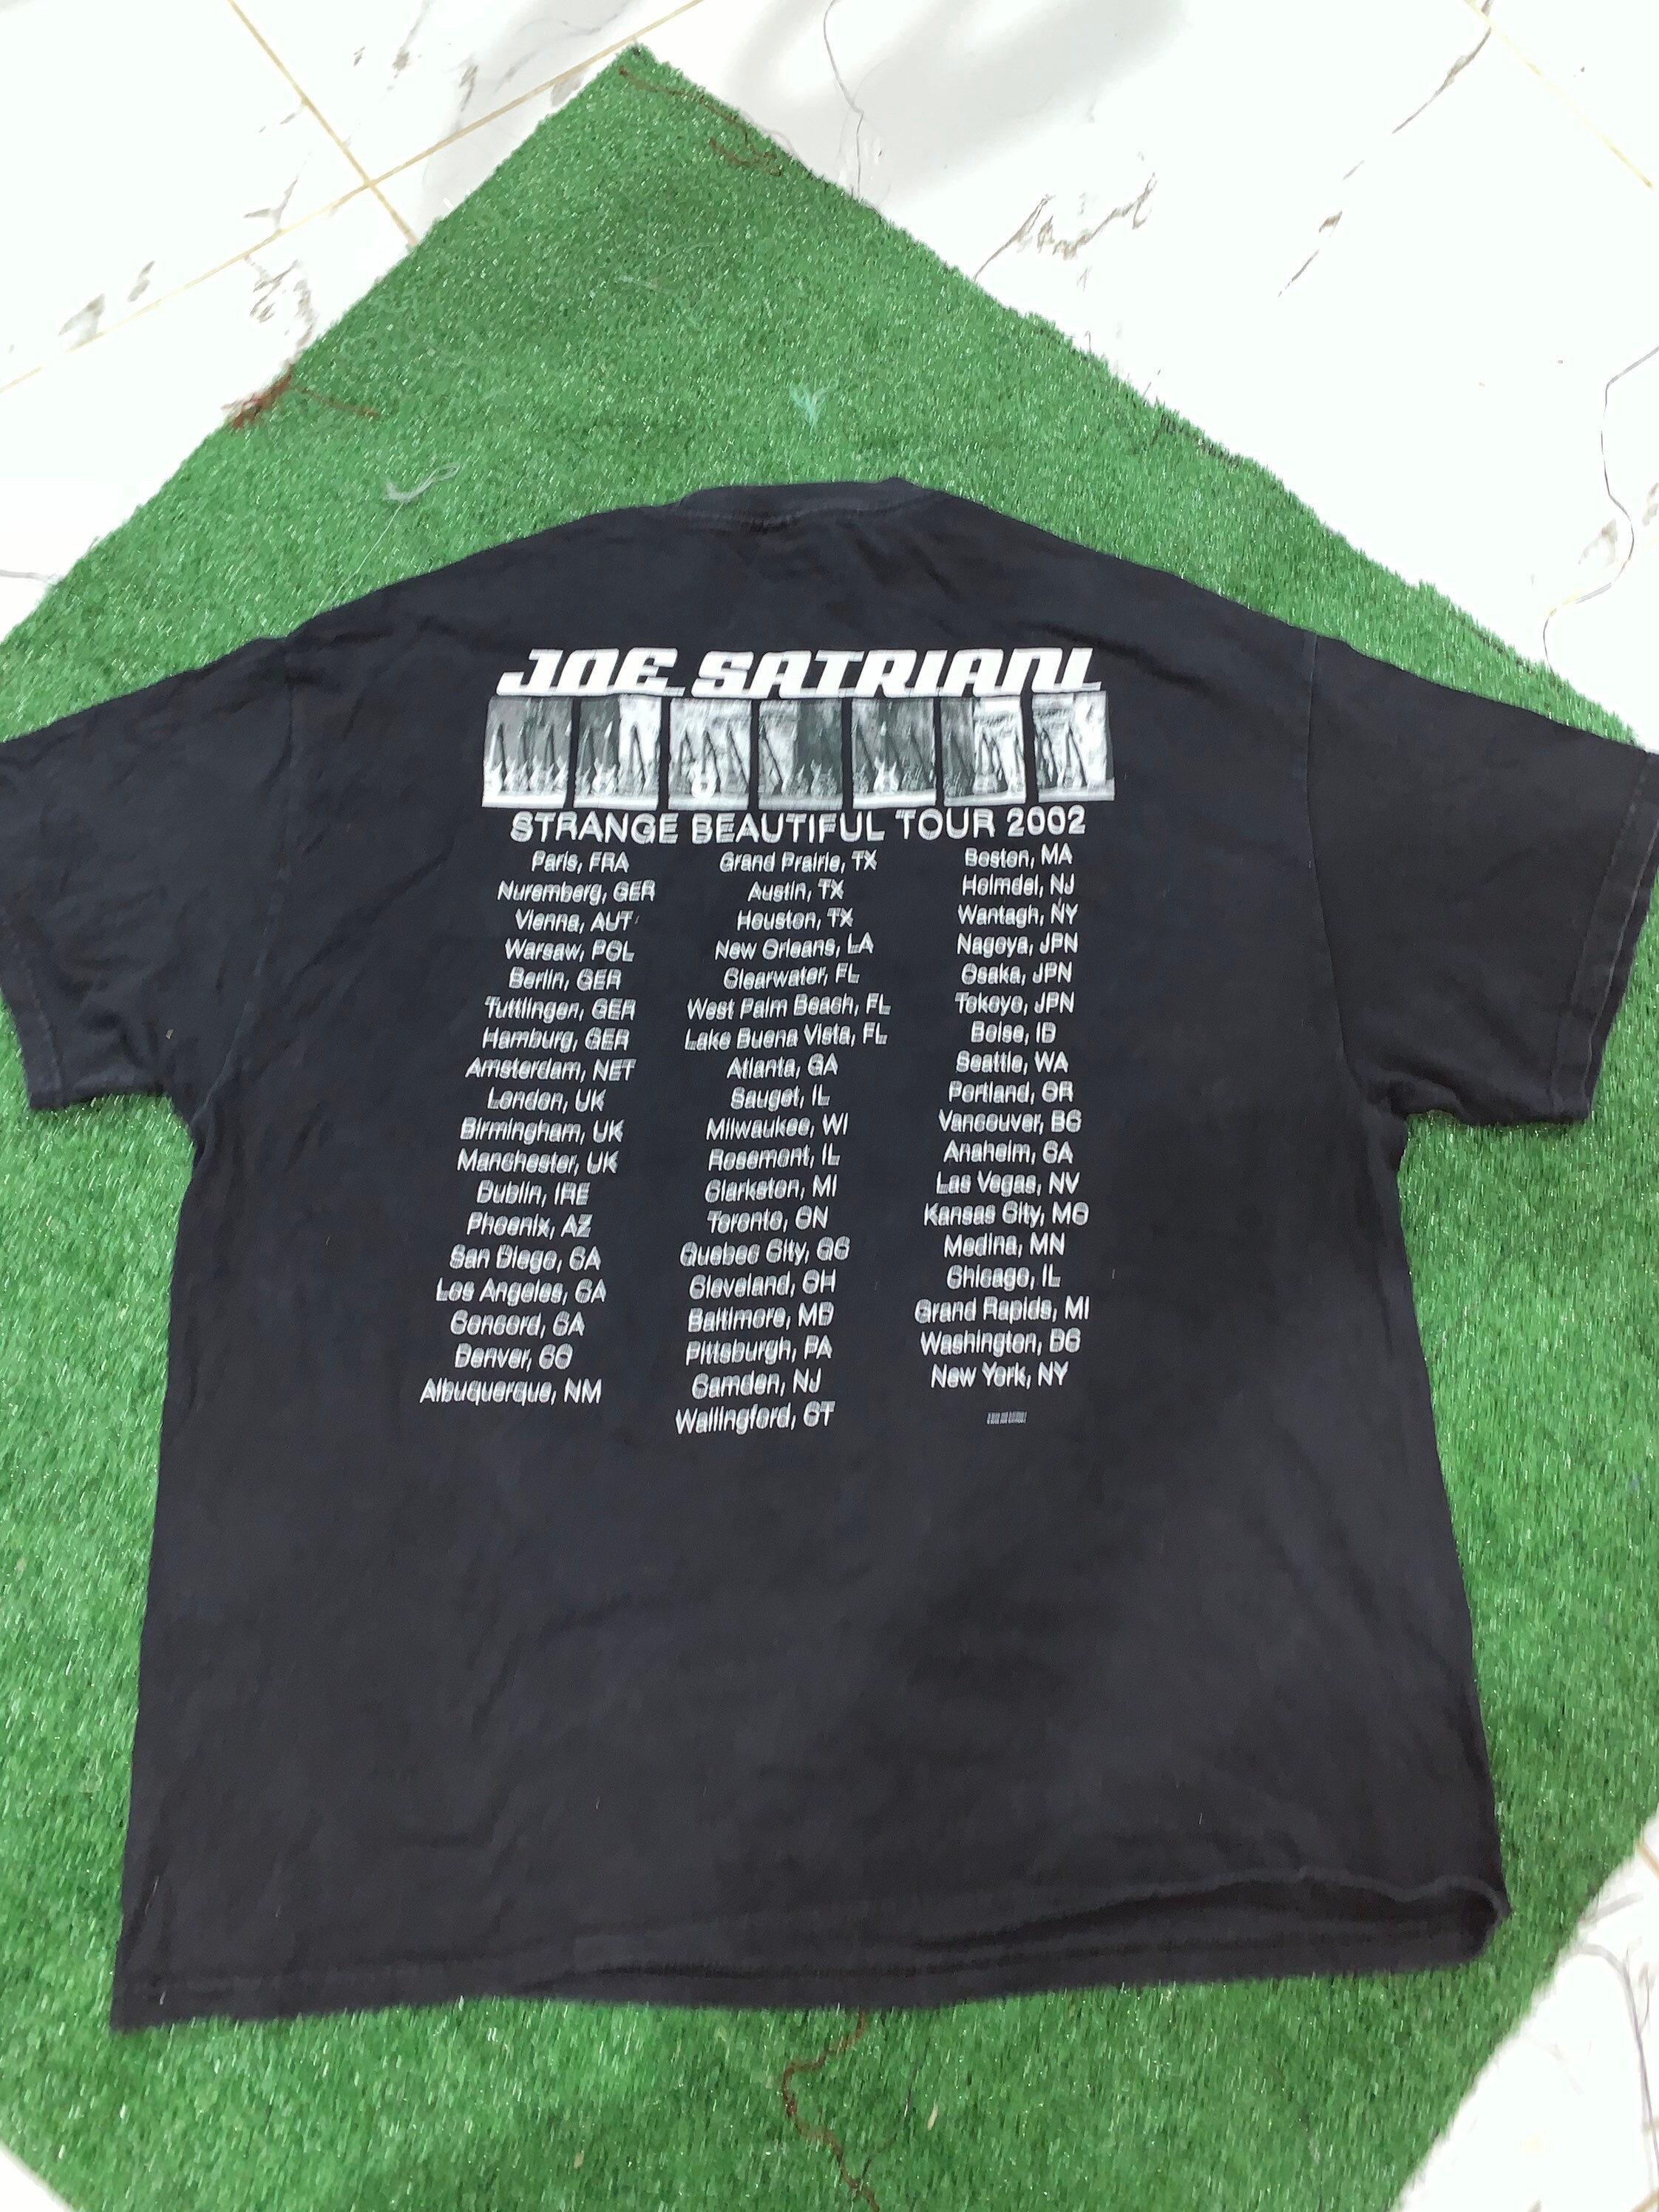 JOE SATRIANI
STRANGE BEAUTIFUL TOUR 2002
Paris, FRA
Nuremberg, GER
Vienna, AUT
Warsaw, POL
Berlin, GER
Tuttlingen, GER
Hamburg, GER
Amsterdam, NET
London, UK
Birmingham, UK
Manchester, UK
Dublin, IRE
Phoenix, AZ
San Diego, CA
Los Angeles, CA
Concord, CA
Denver, CO
Albuquerque, NM
Grand Prairie, TX
Austin, TX
Houston, TX
New Orleans, LA
Clearwater, FL
West Palm Beach, FL
Lake Buena Vista, FL
Atlanta, GA
Sauget, IL
Milwaukee, WI
Rosemont, IL
Clarkston, MI
Toronto, ON
Quebec City, QC
Cleveland, OH
Baltimore, MD
Pittsburgh, PA
Camden, NJ
Wallingford, CT
Boston, MA
Holmdel, NJ
Wantagh, NY
Nagoya, JPN
Osaka, JPN
Tokoyo, JPN
Boise, ID
Seattle, WA
Portland, OR
Vancouver, BC
Anaheim, CA
Las Vegas, NV
Kansas City, MO
Medina, MN
Chicago, IL
Grand Rapids, MI
Washington, DC
New York, NY